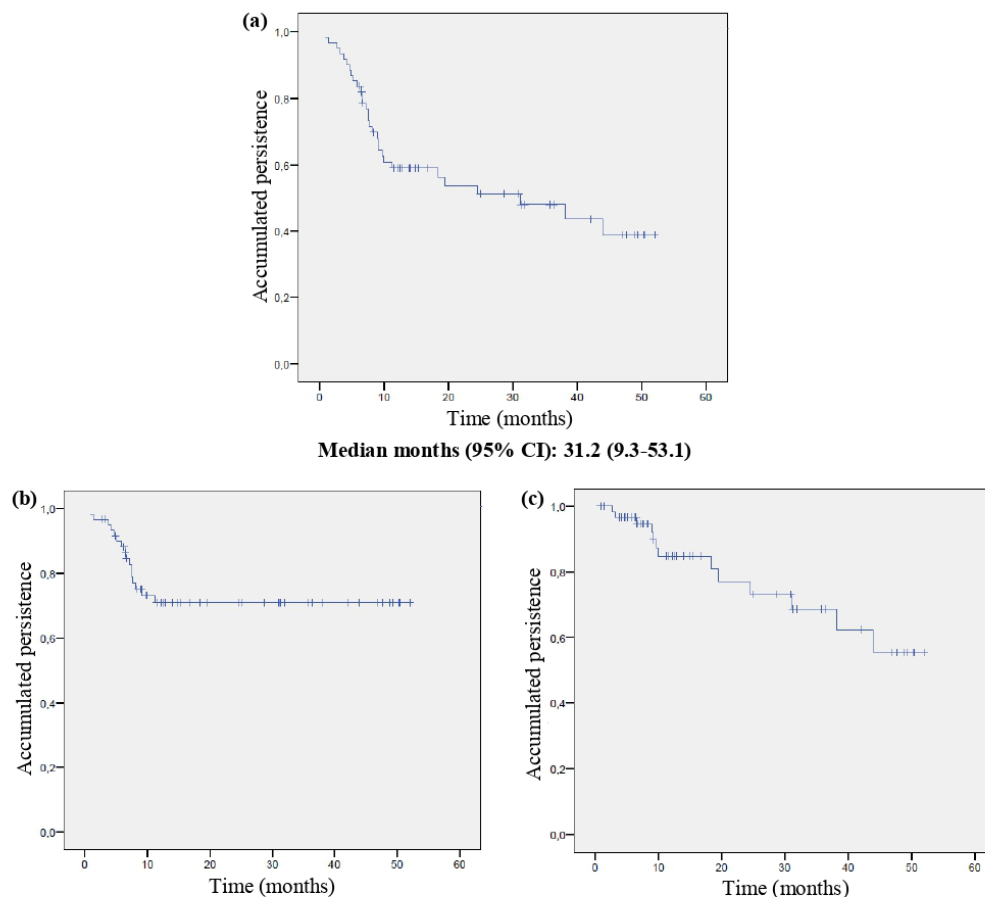 (a)
Accumulated persistence
1,0
0,8
0,6
0,4
0,2
0,0
0 10 20 30 40 50 60
Time (months)
Median months (95% CI): 31.2 (9.3-53.1)
(b)
Accumulated persistence
1,0
0,8
0,6
0,4
0,2
0,0
0 10 20 30 40 50 60
Time (months)
(c)
Accumulated persistence
1,0
0,8
0,6
0,4
0,2
0,0
0 10 20 30 40 50 60
Time (months)